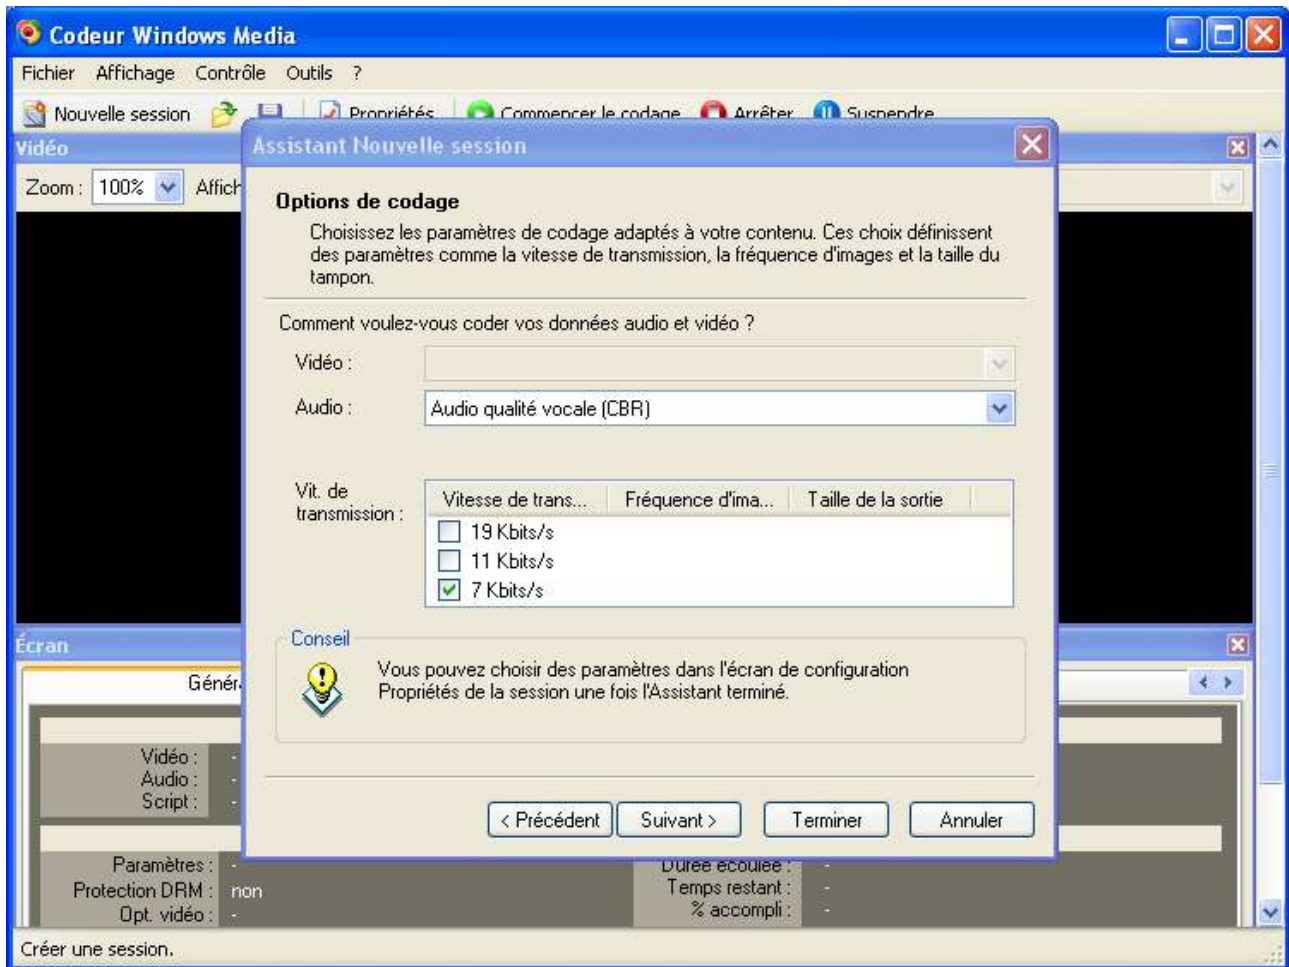 Codeur Windows Media
Fichier Affichage Contrôle Outils ?
Nouvelle session Propriétés Commencer le codage Arrêter Suspendre
Vidéo
Zoom : 100% Affich
Assistant Nouvelle session
Options de codage
Choisissez les paramètres de codage adaptés à votre contenu. Ces choix définissent
des paramètres comme la vitesse de transmission, la fréquence d'images et la taille du
tampon.
Comment voulez-vous coder vos données audio et vidéo ?
Vidéo :
Audio : Audio qualité vocale (CBR)
Vit. de
transmission :
Vitesse de trans... Fréquence d'ima... Taille de la sortie
19 Kbits/s
11 Kbits/s
7 Kbits/s
Conseil
Vous pouvez choisir des paramètres dans l'écran de configuration
Propriétés de la session une fois l'Assistant terminé.
< Précédent Suivant > Terminer Annuler
Écran
Généra
Vidéo : -
Audio : -
Script : -
Paramètres : -
Protection DRM : non
Opt. vidéo : -
Durée écoulée : -
Temps restant : -
% accompli : -
Créer une session.